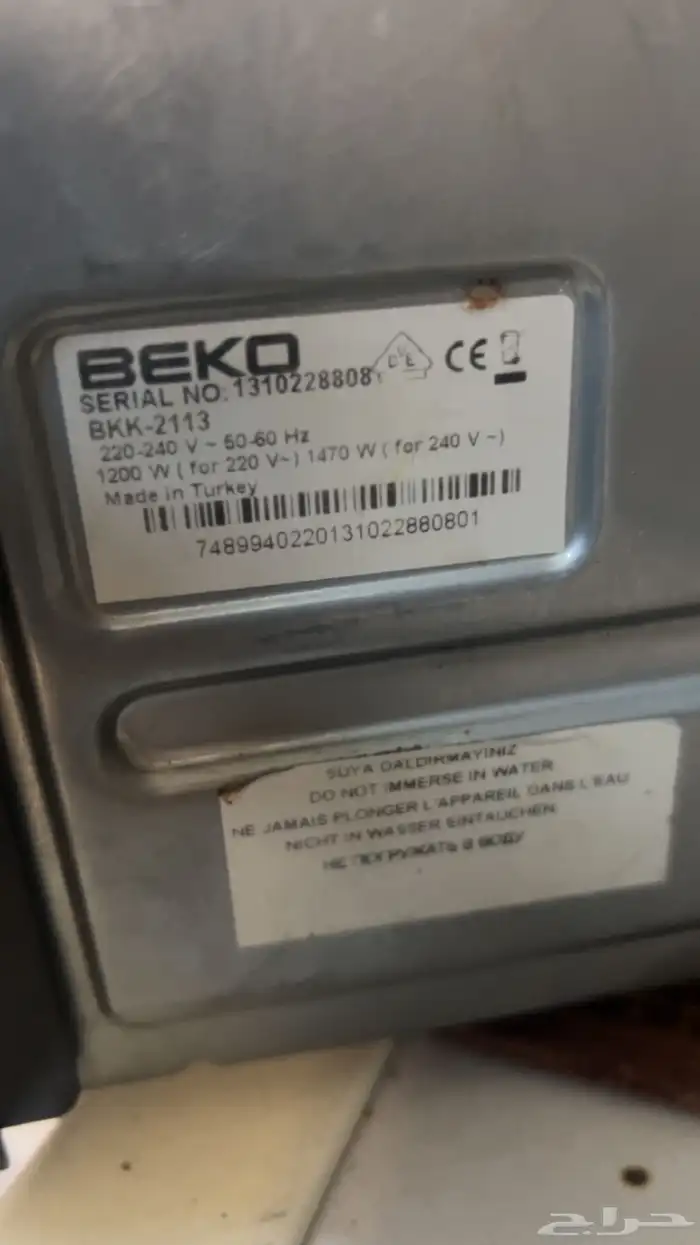 BEKO
D V E
CE
SERIAL NO: 1310228808
BKK-2113
220-240 V ~ 50-60 Hz
1200 W ( for 220 V~) 1470 W ( for 240 V ~)
Made in Turkey
7489940220131022880801
SUYA DALDIRMAYINIZ
DO NOT IMMERSE IN WATER
NE JAMAIS PLONGER L'APPAREIL DANS L'EAU
NICHT IN WASSER EINTAUCHEN
НЕ ПОГРУЖАТЬ В ВОДУ
حراج